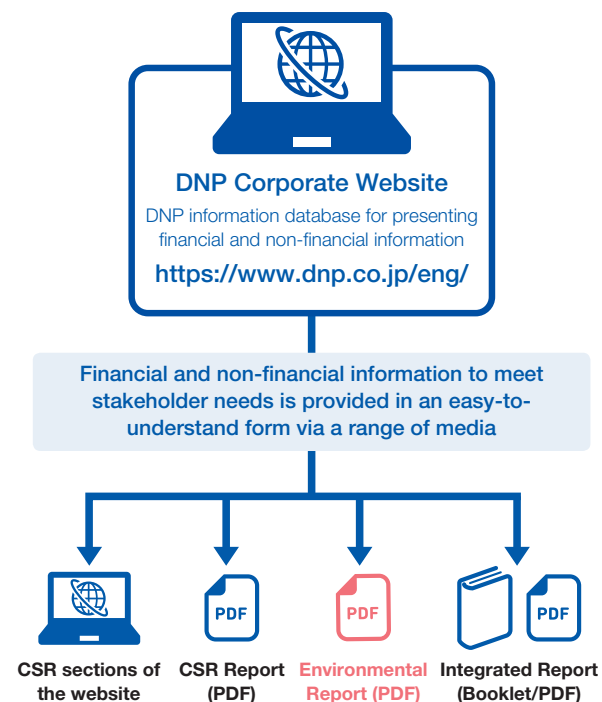 DNP Corporate Website
DNP information database for presenting
financial and non-financial information
https://www.dnp.co.jp/eng/
Financial and non-financial information to meet
stakeholder needs is provided in an easy-to-
understand form via a range of media
PDF
PDF
PDF
CSR sections of
the website
CSR Report
(PDF)
Environmental
Report (PDF)
Integrated Report
(Booklet/PDF)